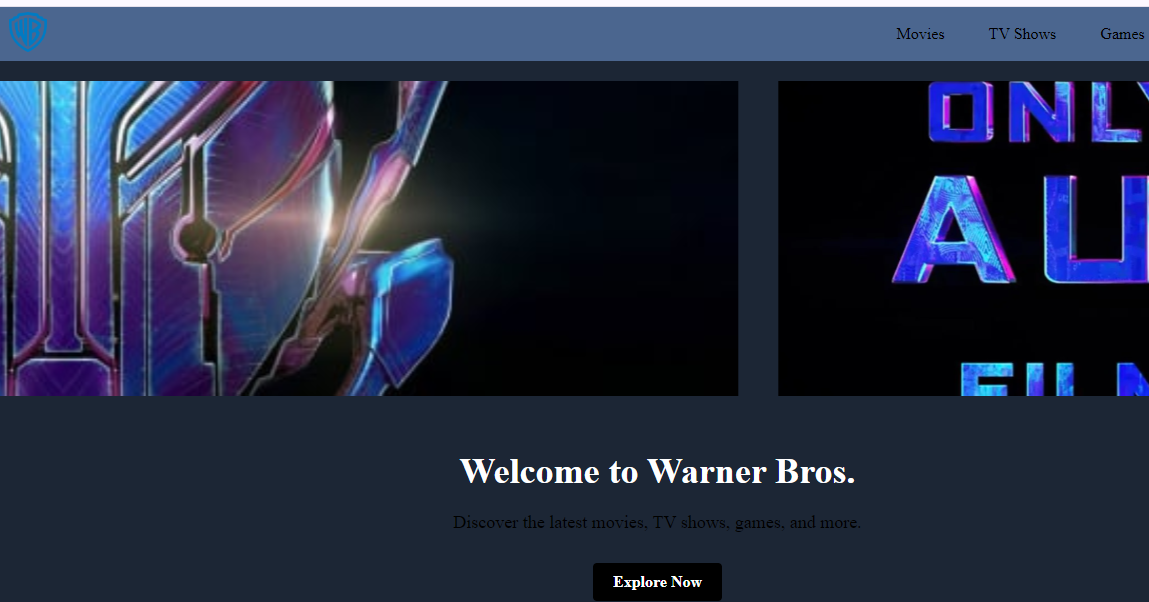 WB
Movies TV Shows Games
ONLY
AU
FILM
Welcome to Warner Bros.
Discover the latest movies, TV shows, games, and more.
Explore Now